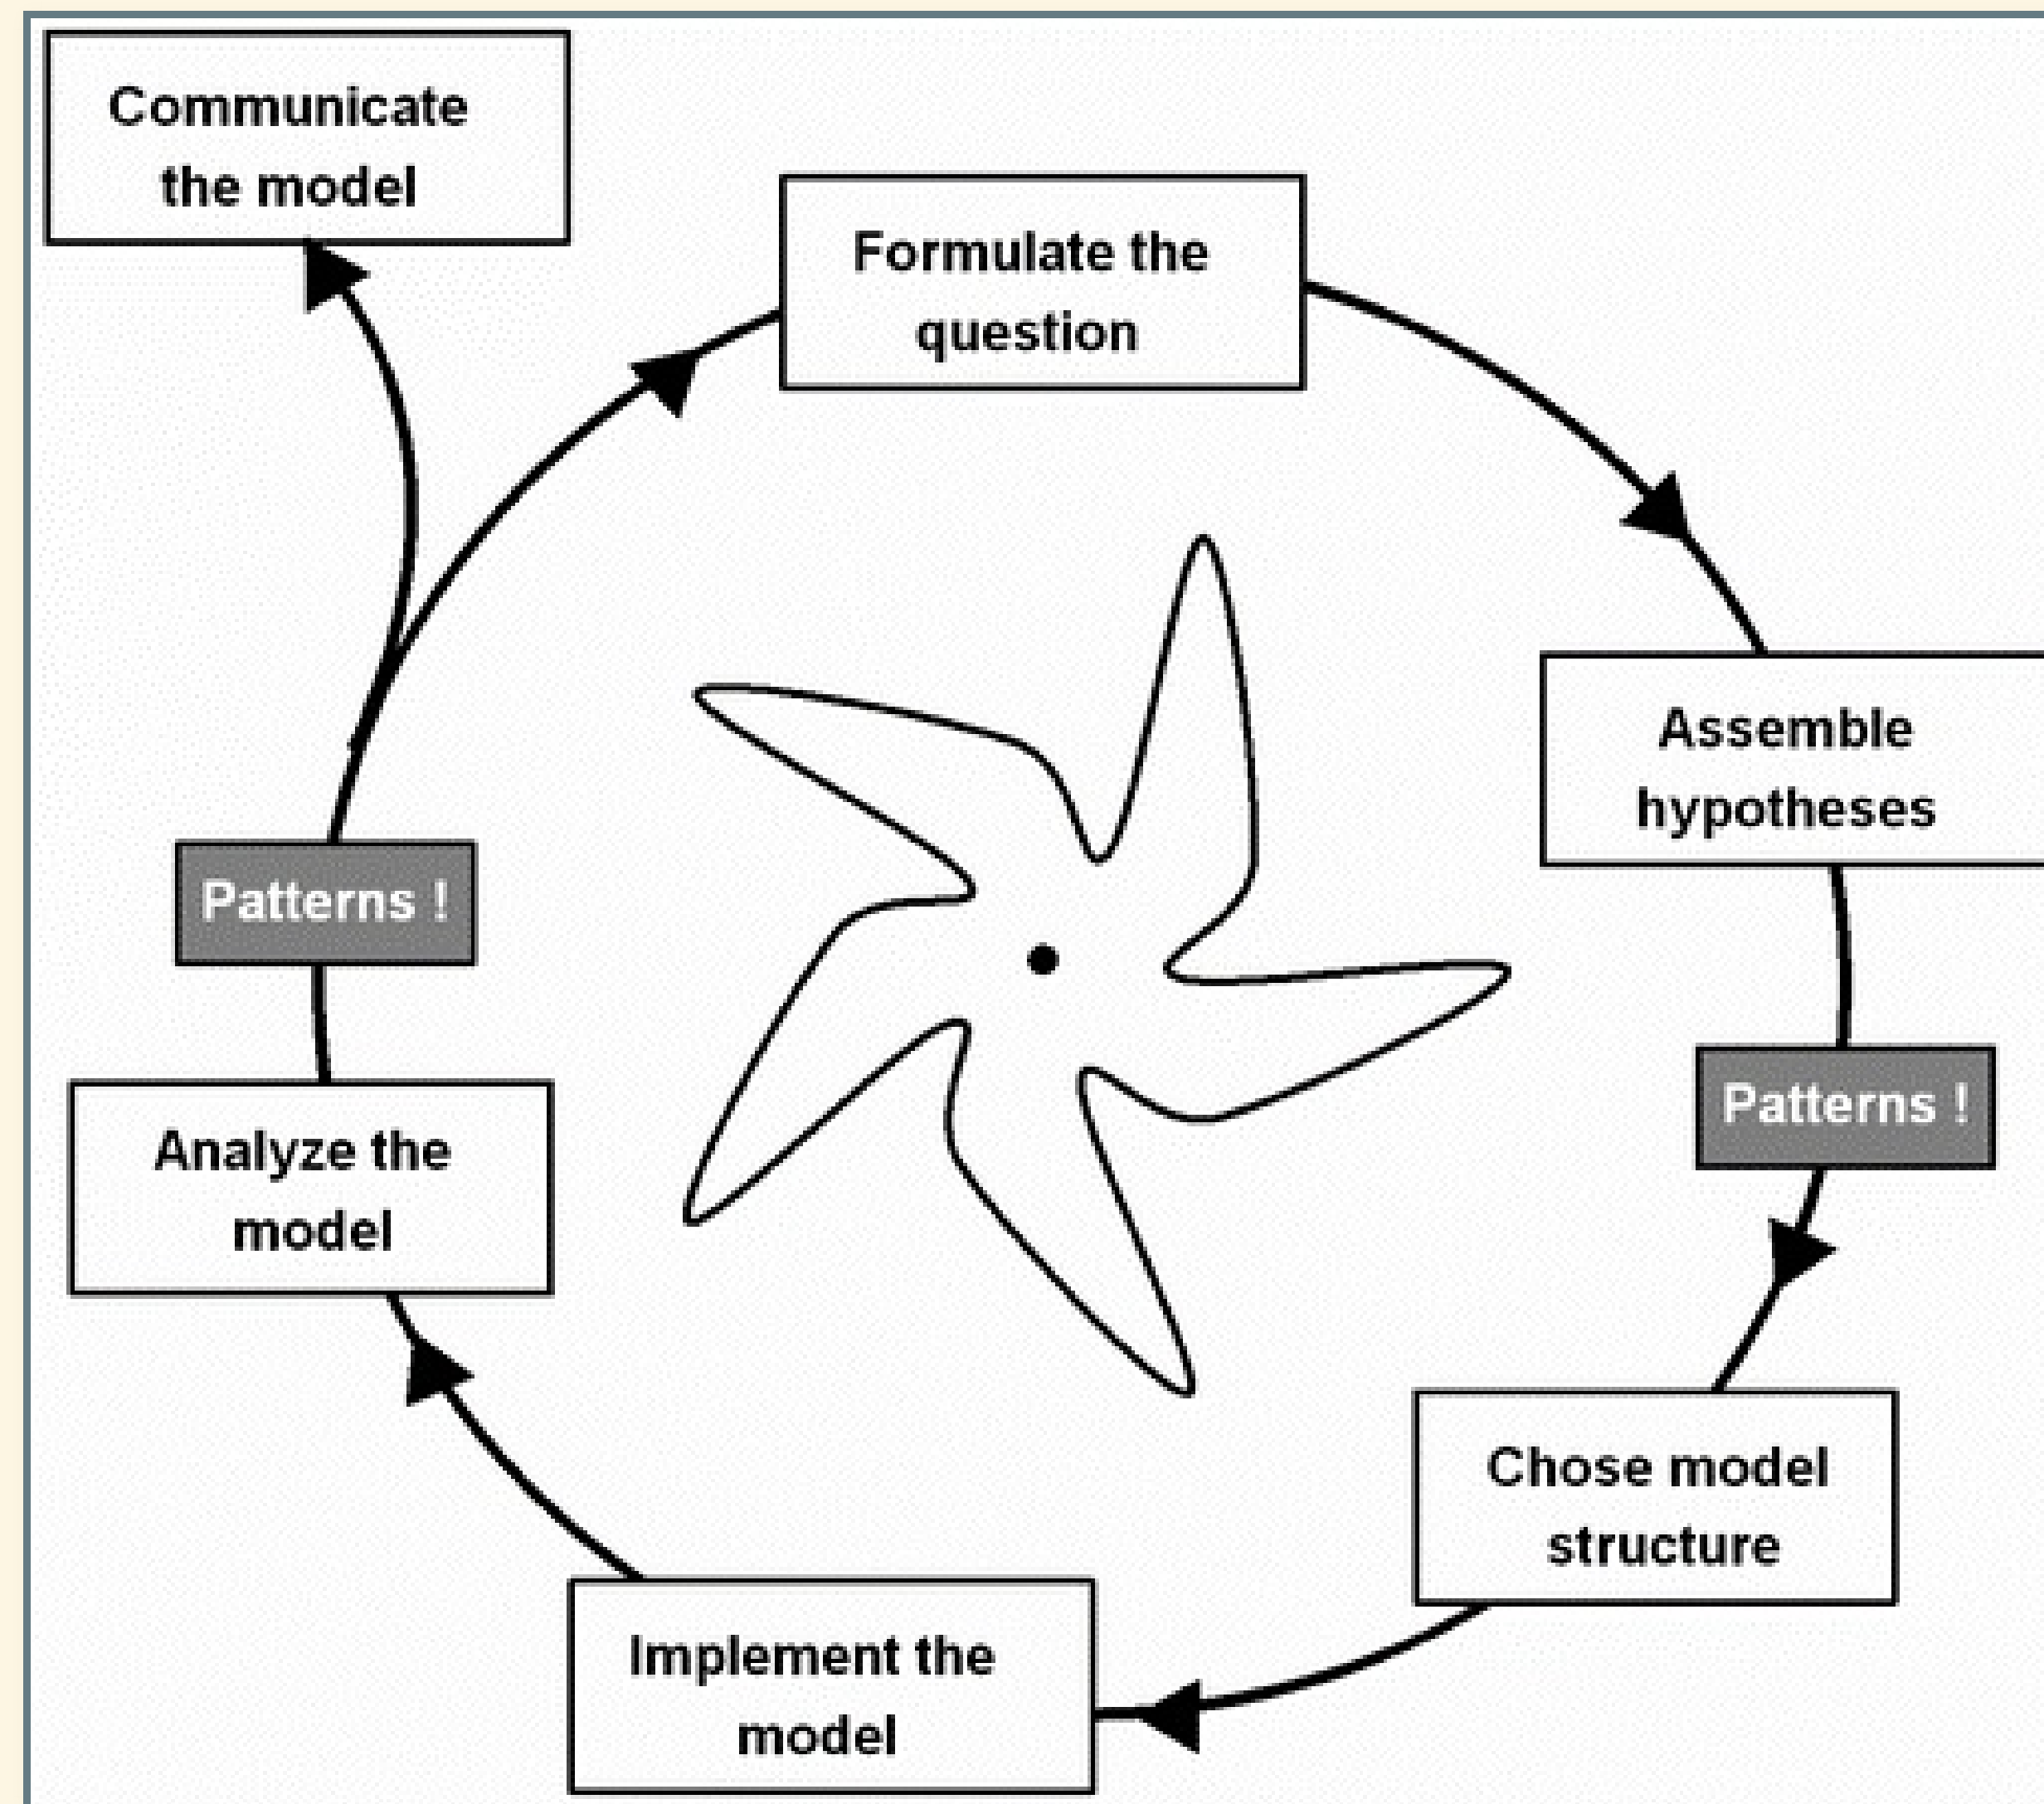 Communicate
the model
Formulate the
question
Assemble
hypotheses
Patterns !
Chose model
structure
Implement the
model
Analyze the
model
Patterns !